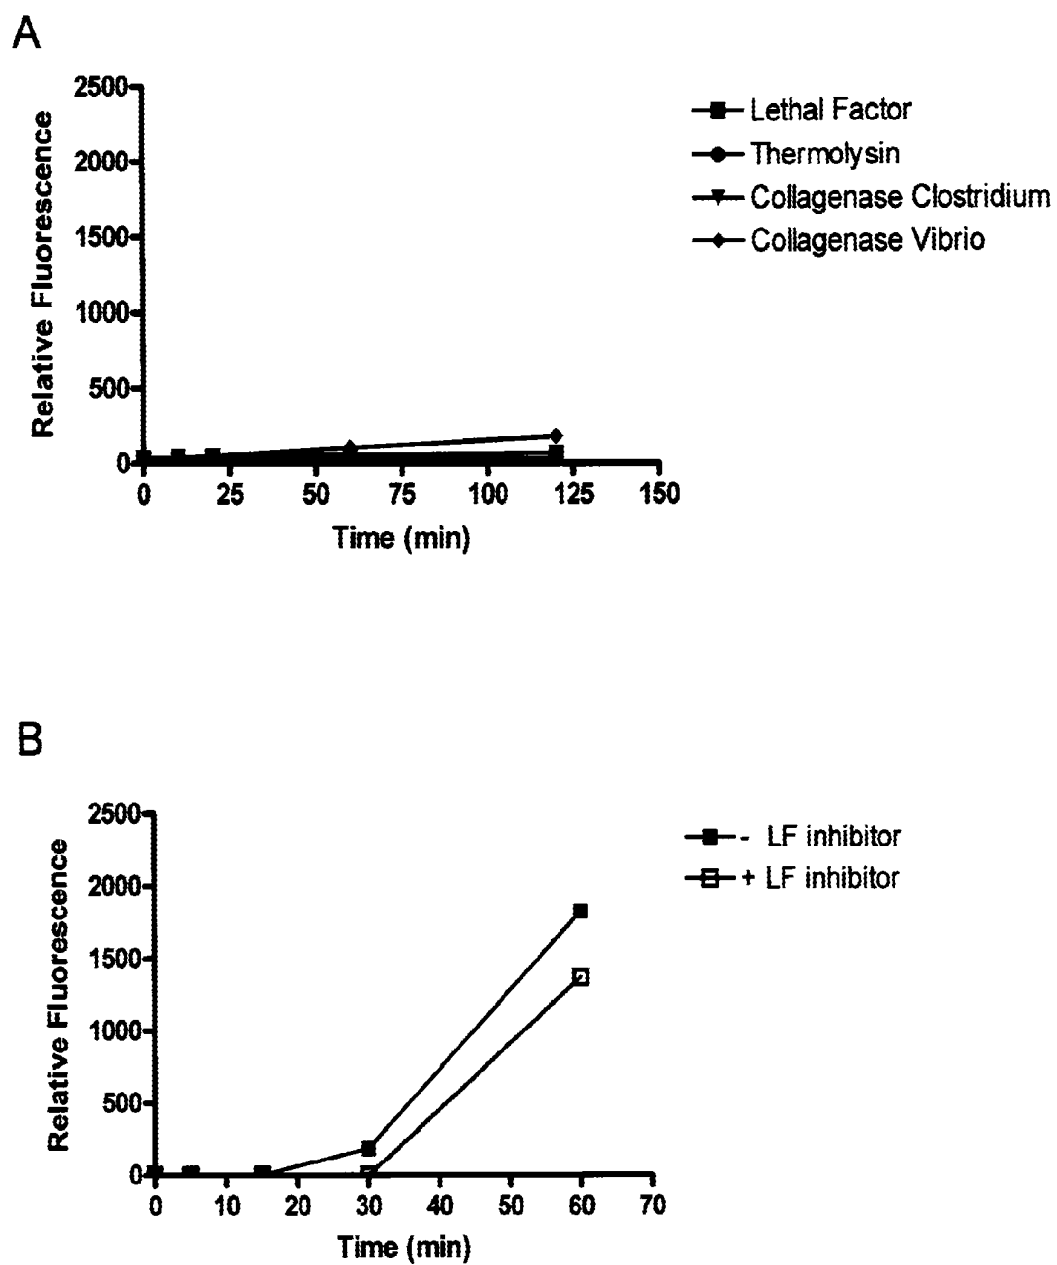 A
2500
2000
1500
1000
500
0
Relative Fluorescence
0 25 50 75 100 125 150
Time (min)
Lethal Factor
Thermolysin
Collagenase Clostridium
Collagenase Vibrio
B
2500
2000
1500
1000
500
0
Relative Fluorescence
0 10 20 30 40 50 60 70
Time (min)
- LF inhibitor
+ LF inhibitor